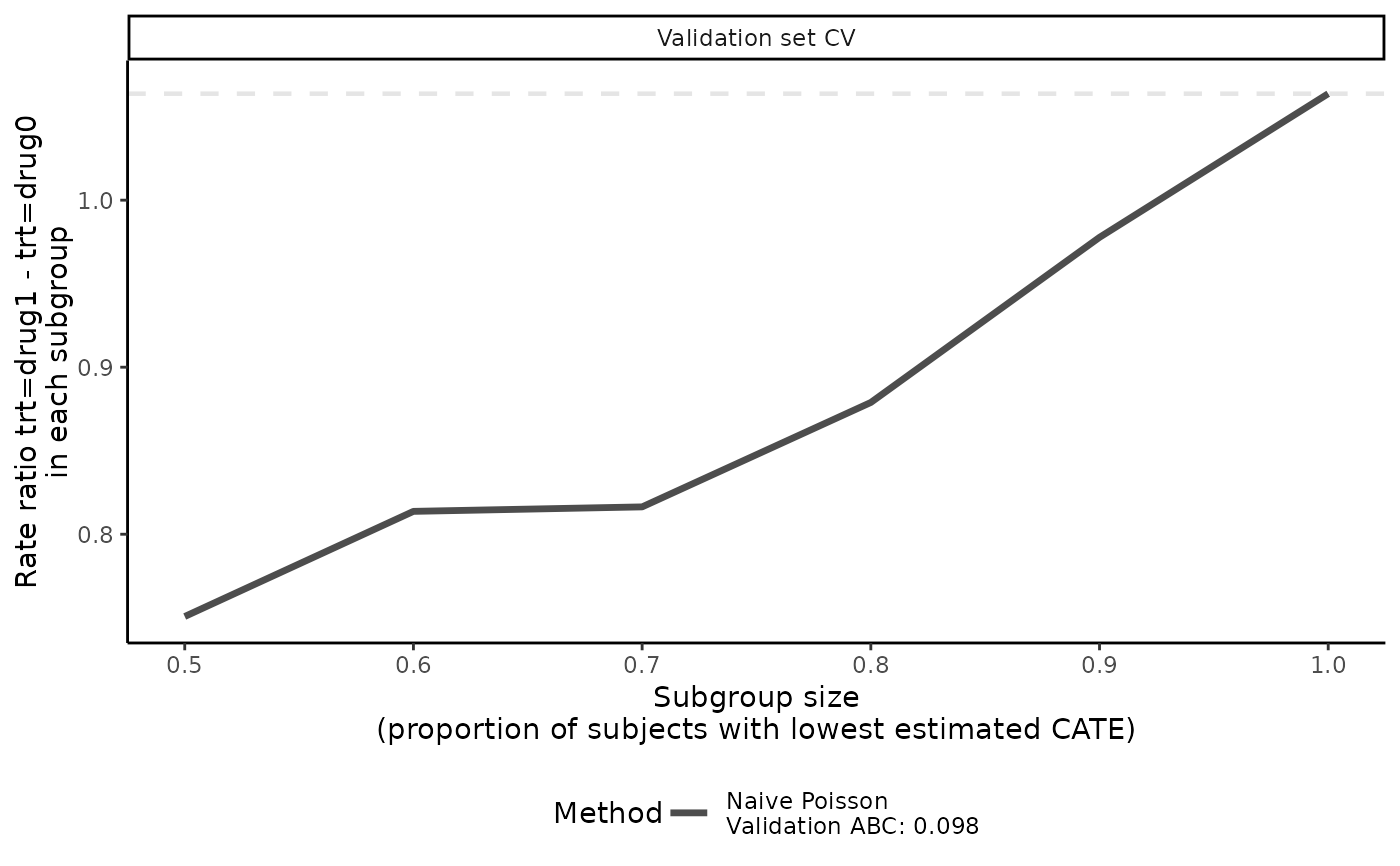 Validation set CV
Rate ratio trt=drug1 - trt=drug0
in each subgroup
1.0
0.9
0.8
0.5
0.6
0.7
0.8
0.9
1.0
Subgroup size
(proportion of subjects with lowest estimated CATE)
Method
Naive Poisson
Validation ABC: 0.098